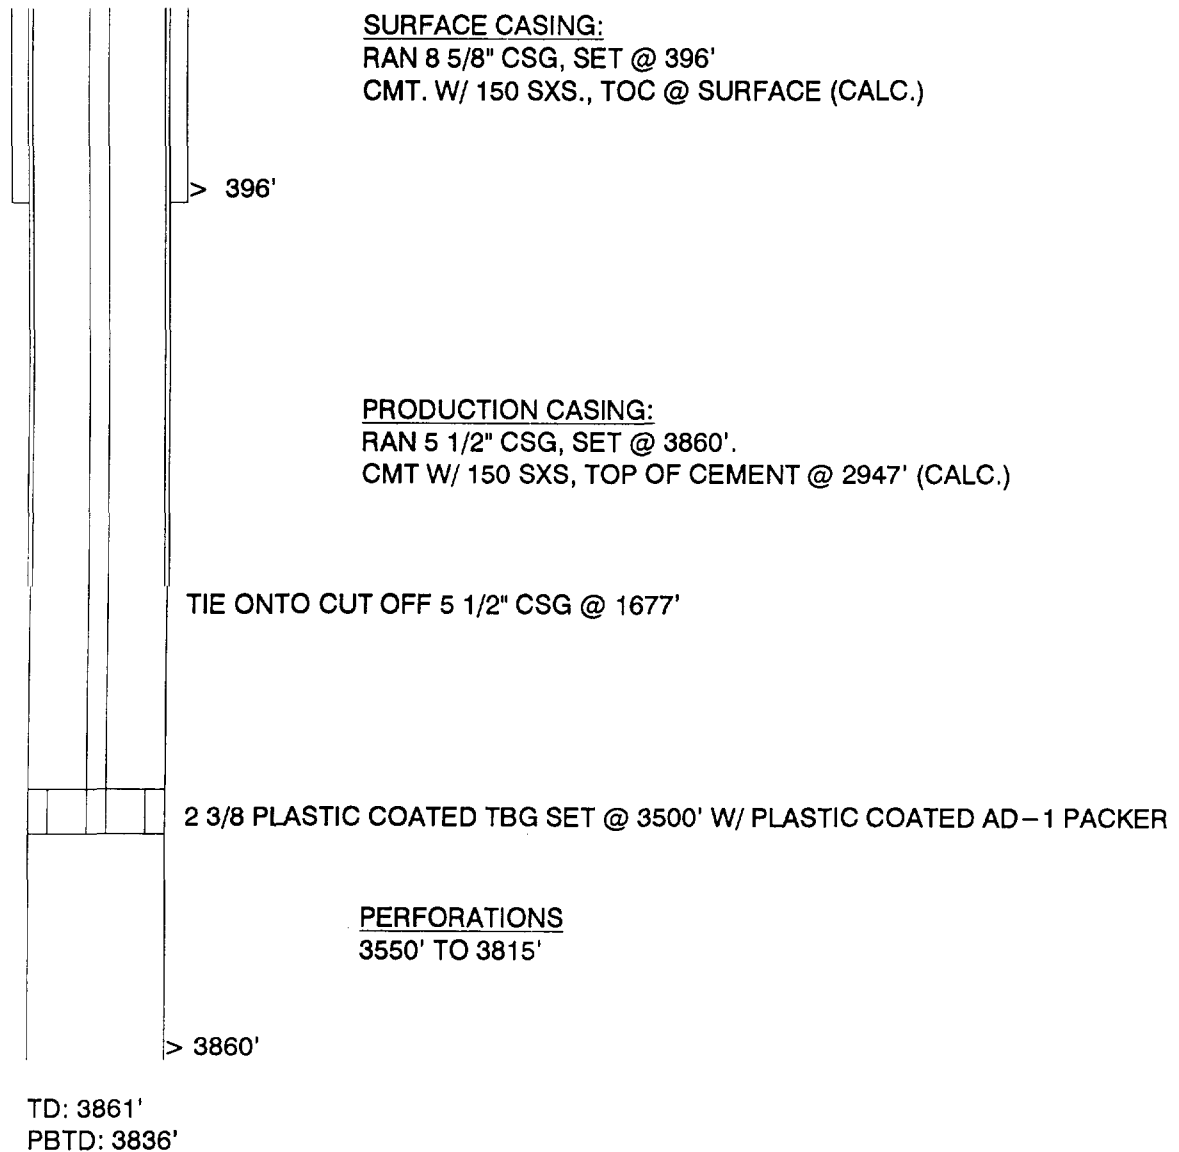 SURFACE CASING:
RAN 8 5/8" CSG, SET @ 396'
CMT. W/ 150 SXS., TOC @ SURFACE (CALC.)
> 396'
PRODUCTION CASING:
RAN 5 1/2" CSG, SET @ 3860'.
CMT W/ 150 SXS, TOP OF CEMENT @ 2947' (CALC.)
TIE ONTO CUT OFF 5 1/2" CSG @ 1677'
2 3/8 PLASTIC COATED TBG SET @ 3500' W/ PLASTIC COATED AD-1 PACKER
PERFORATIONS
3550' TO 3815'
> 3860'
TD: 3861'
PBTD: 3836'